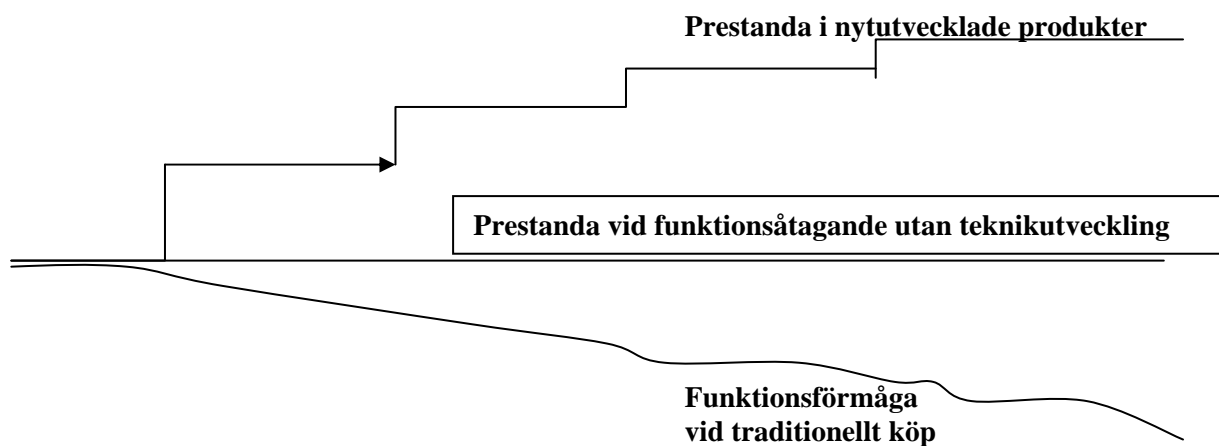 Prestanda i nytutvecklade produkter
Prestanda vid funktionsåtagande utan teknikutveckling
Funktionsförmåga
vid traditionellt köp